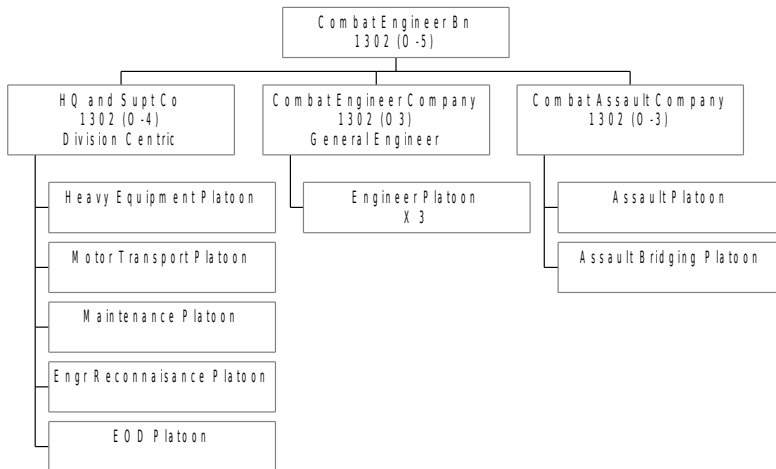 Combat Engineer Bn
1302 (O-5)
HQ and Supt Co
1302 (O-4)
Division Centric
Combat Engineer Company
1302 (O3)
General Engineer
Combat Assault Company
1302 (O-3)
Heavy Equipment Platoon
Motor Transport Platoon
Maintenance Platoon
Engr Reconnaisance Platoon
EOD Platoon
Engineer Platoon
X 3
Assault Platoon
Assault Bridging Platoon